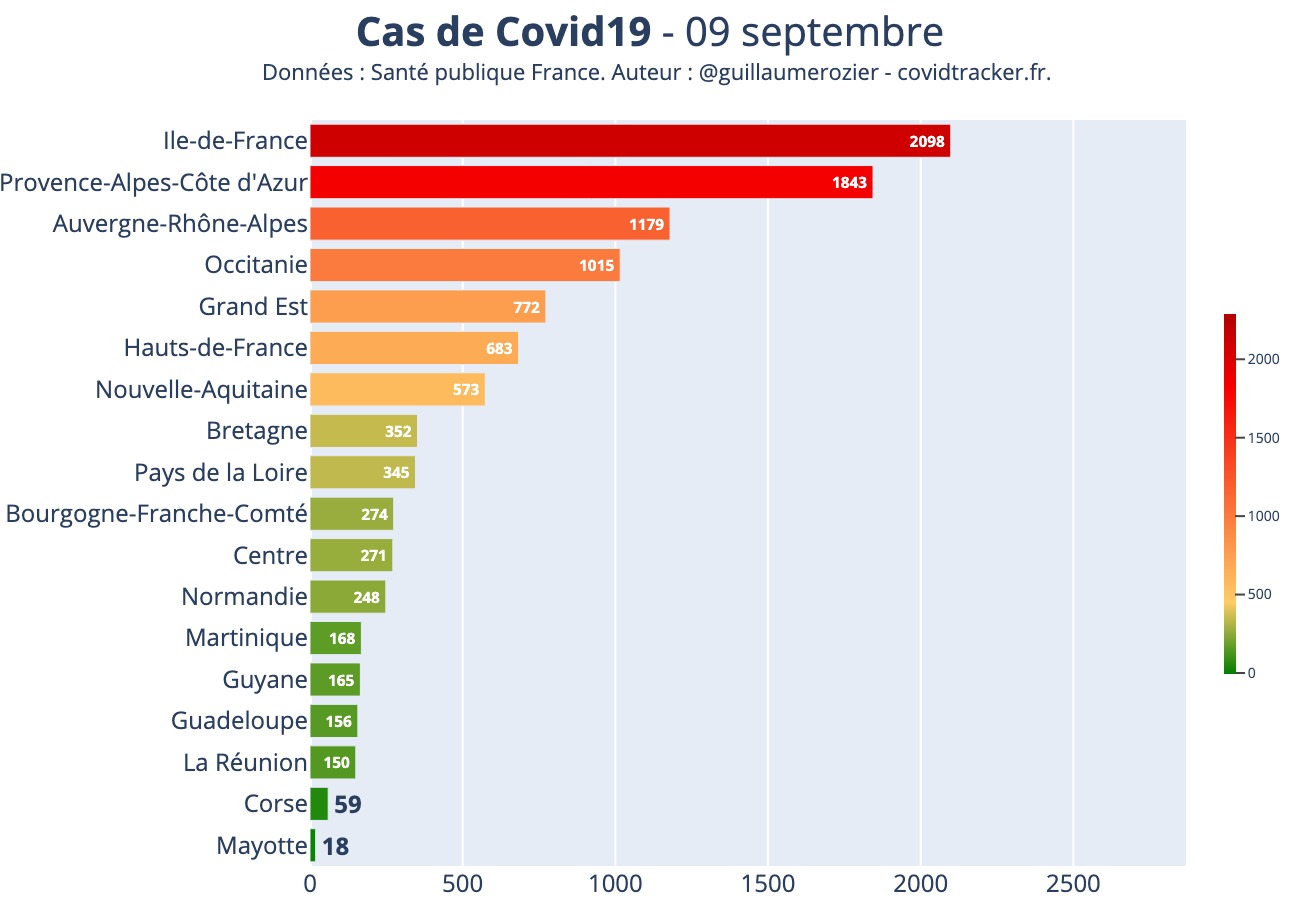 Cas de Covid19 - 09 septembre
Données : Santé publique France. Auteur : @guillaumerozier - covidtracker.fr.
Ile-de-France 2098
Provence-Alpes-Côte d'Azur 1843
Auvergne-Rhône-Alpes 1179
Occitanie 1015
Grand Est 772
Hauts-de-France 683
Nouvelle-Aquitaine 573
Bretagne 352
Pays de la Loire 345
Bourgogne-Franche-Comté 274
Centre 271
Normandie 248
Martinique 168
Guyane 165
Guadeloupe 156
La Réunion 150
Corse 59
Mayotte 18
0 500 1000 1500 2000 2500
2000
1500
1000
500
0